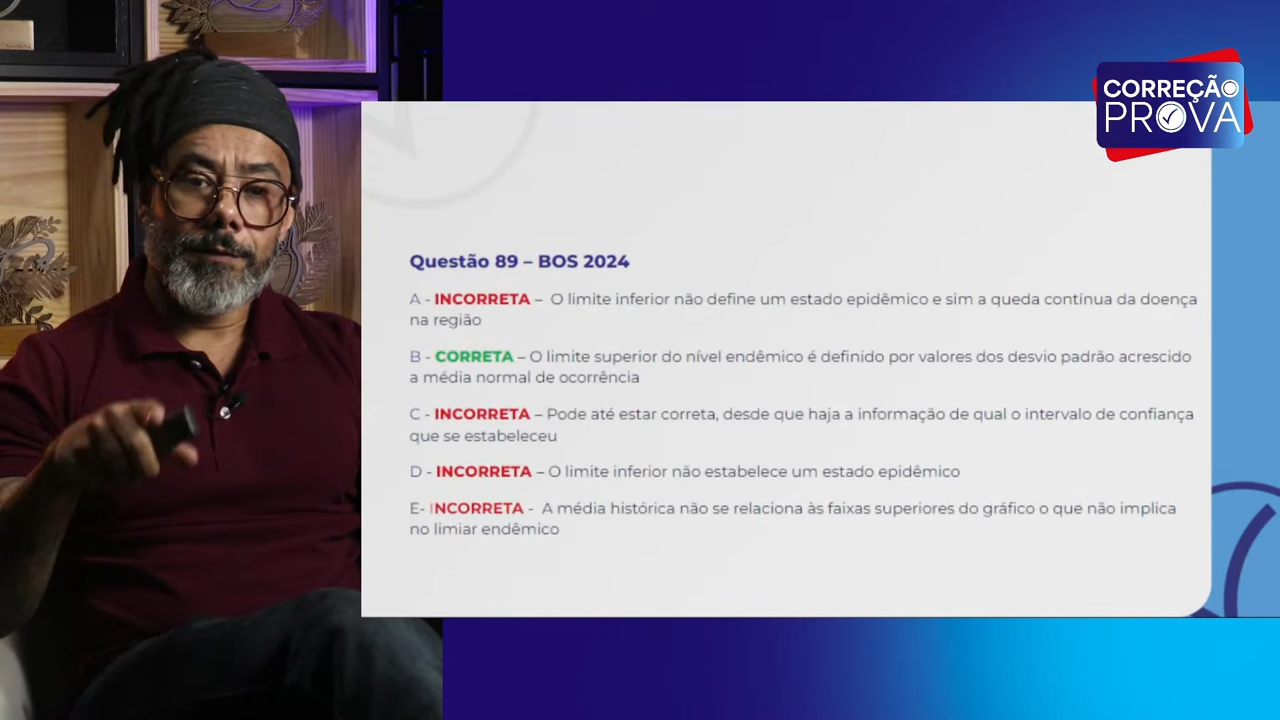 CORREÇÃO
PROVA
Questão 89 – BOS 2024
A - INCORRETA – O limite inferior não define um estado epidêmico e sim a queda contínua da doença
na região
B - CORRETA – O limite superior do nível endêmico é definido por valores dos desvio padrão acrescido
a média normal de ocorrência
C - INCORRETA – Pode até estar correta, desde que haja a informação de qual o intervalo de confiança
que se estabeleceu
D - INCORRETA – O limite inferior não estabelece um estado epidêmico
E- INCORRETA - A média histórica não se relaciona às faixas superiores do gráfico o que não implica
no limiar endêmico